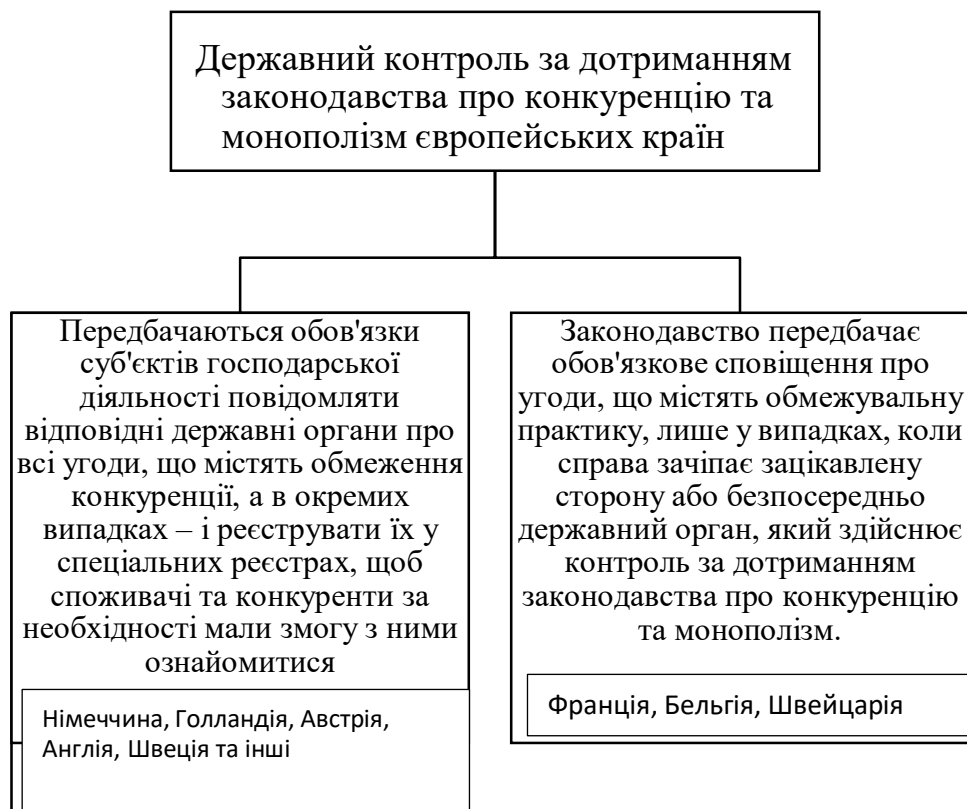 Державний контроль за дотриманням
законодавства про конкуренцію та
монополізм європейських країн
Передбачаються обов'язки
суб'єктів господарської
діяльності повідомляти
відповідні державні органи про
всі угоди, що містять обмеження
конкуренції, а в окремих
випадках – і реєструвати їх у
спеціальних реєстрах, щоб
споживачі та конкуренти за
необхідності мали змогу з ними
ознайомитися
Німеччина, Голландія, Австрія,
Англія, Швеція та інші
Законодавство передбачає
обов'язкове сповіщення про
угоди, що містять обмежувальну
практику, лише у випадках, коли
справа зачіпає зацікавлену
сторону або безпосередньо
державний орган, який здійснює
контроль за дотриманням
законодавства про конкуренцію
та монополізм.
Франція, Бельгія, Швейцарія